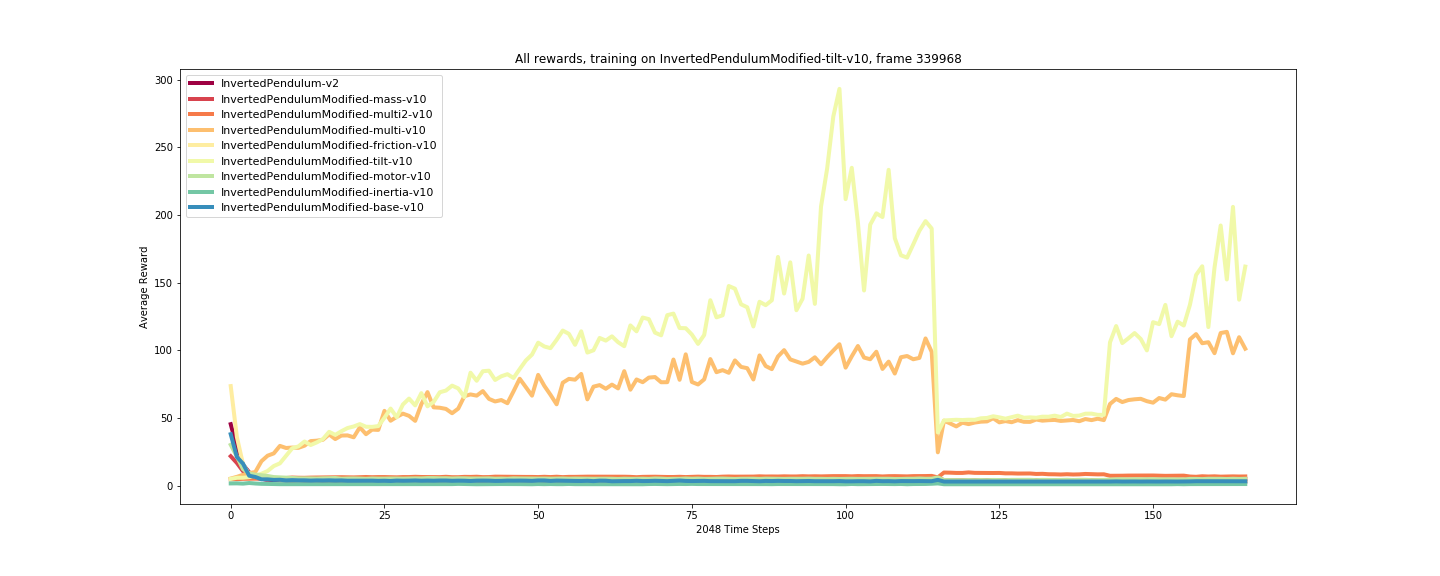 All rewards, training on InvertedPendulumModified-tilt-v10, frame 339968
300
250
200
150
100
50
0
Average Reward
InvertedPendulum-v2
InvertedPendulumModified-mass-v10
InvertedPendulumModified-multi2-v10
InvertedPendulumModified-multi-v10
InvertedPendulumModified-friction-v10
InvertedPendulumModified-tilt-v10
InvertedPendulumModified-motor-v10
InvertedPendulumModified-inertia-v10
InvertedPendulumModified-base-v10
0 25 50 75 100 125 150
2048 Time Steps